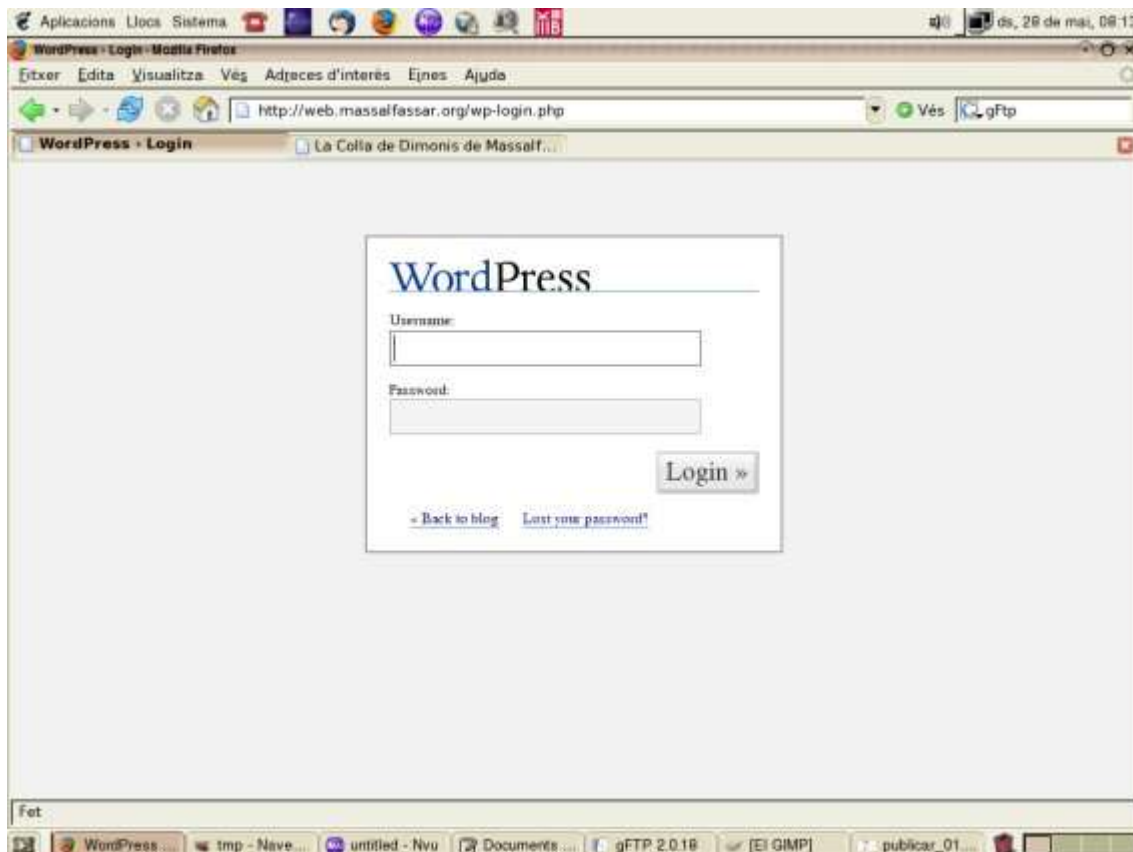 Aplicacions Llocs Sistema
ds, 28 de mai, 08:13
WordPress › Login - Mozilla Firefox
Fitxer Edita Visualitza Vés Adreces d'interés Eines Ajuda
http://web.massalfassar.org/wp-login.php
Vés
gFtp
WordPress › Login
La Colla de Dimonis de Massalf...
WordPress
Username:
Password:
Login »
« Back to blog
Lost your password?
Fet
WordPress ...
tmp - Nave...
untitled - Nvu
Documents ...
gFTP 2.0.18
[El GIMP]
publicar_01....